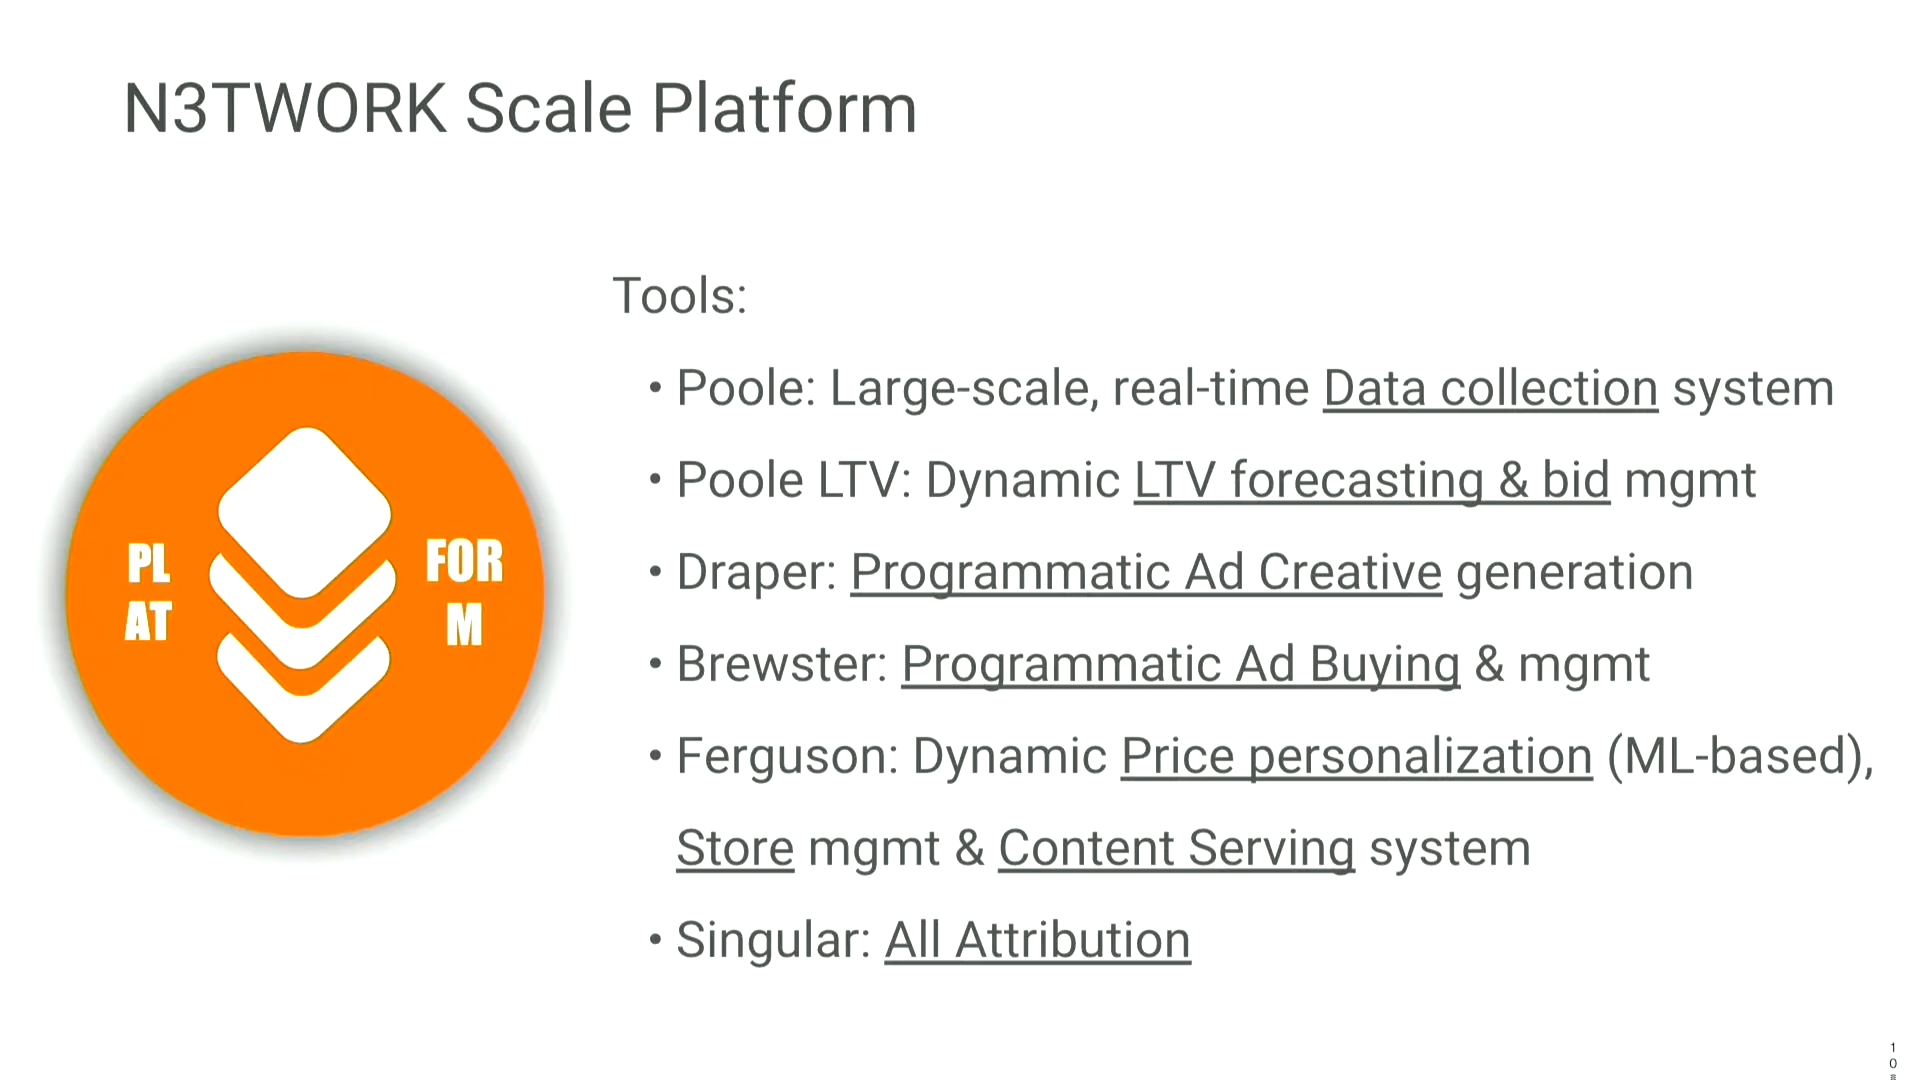 N3TWORK Scale Platform
Tools:
• Poole: Large-scale, real-time Data collection system
• Poole LTV: Dynamic LTV forecasting & bid mgmt
• Draper: Programmatic Ad Creative generation
• Brewster: Programmatic Ad Buying & mgmt
• Ferguson: Dynamic Price personalization (ML-based),
Store mgmt & Content Serving system
• Singular: All Attribution
PL
AT
FOR
M
1
0